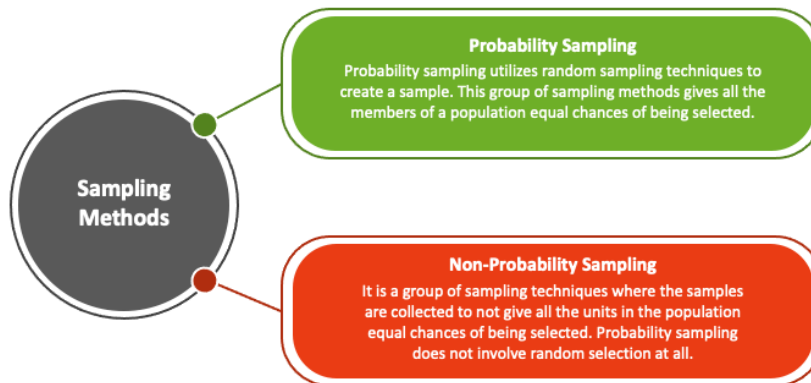 Sampling
Methods
Probability Sampling
Probability sampling utilizes random sampling techniques to
create a sample. This group of sampling methods gives all the
members of a population equal chances of being selected.
Non-Probability Sampling
It is a group of sampling techniques where the samples
are collected to not give all the units in the population
equal chances of being selected. Probability sampling
does not involve random selection at all.